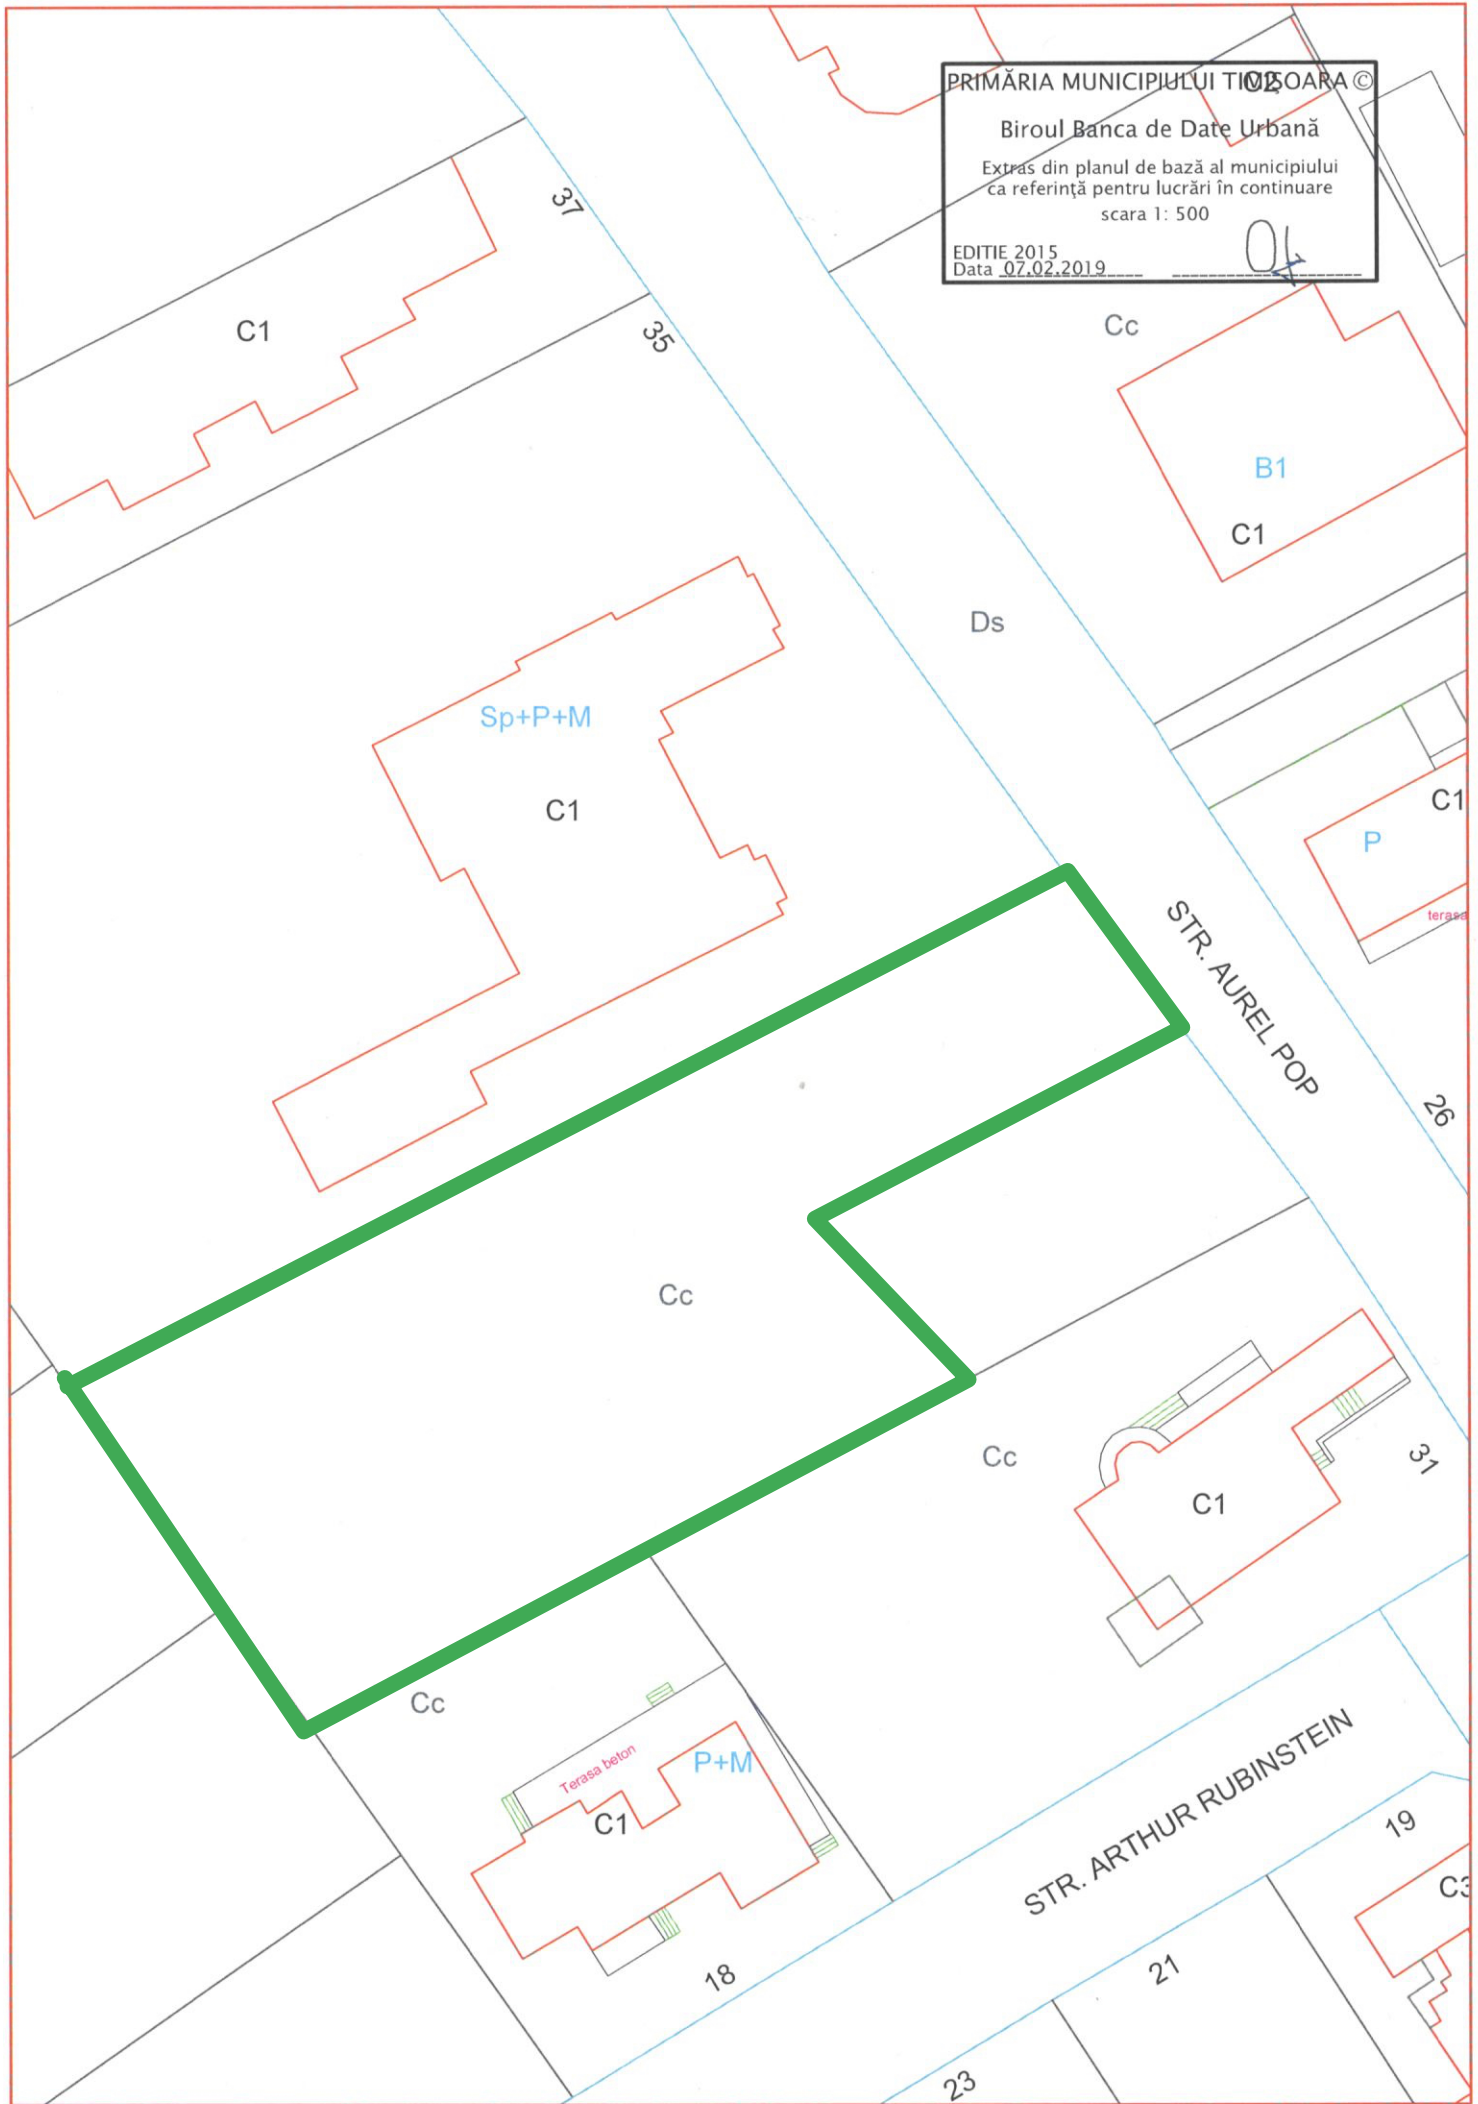 PRIMĂRIA MUNICIPIULUI TIMIŞOARA ©
C2
Biroul Banca de Date Urbană
Extras din planul de bază al municipiului
ca referinţă pentru lucrări în continuare
scara 1: 500
EDITIE 2015
Data 07.02.2019
37
C1
35
Cc
B1
C1
Ds
Sp+P+M
C1
C1
P
terasa
STR. AUREL POP
26
Cc
Cc
C1
31
Cc
Terasa beton
P+M
C1
STR. ARTHUR RUBINSTEIN
19
C3
18
21
23